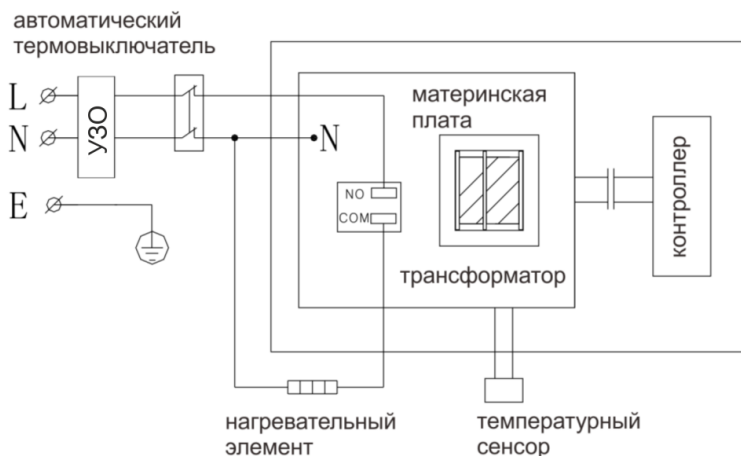 автоматический
термовыключатель
L
N
E
УЗО
N
материнская
плата
NO
COM
трансформатор
контроллер
нагревательный
элемент
температурный
сенсор